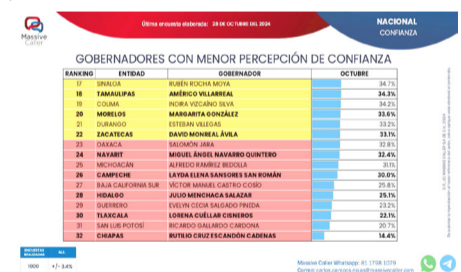 Massive Caller
Última encuesta elaborada: 28 DE OCTUBRE DEL 2024
NACIONAL
CONFIANZA
GOBERNADORES CON MENOR PERCEPCIÓN DE CONFIANZA
RANKING ENTIDAD GOBERNADOR OCTUBRE
17 SINALOA RUBÉN ROCHA MOYA 34.7%
18 TAMAULIPAS AMÉRICO VILLARREAL 34.3%
19 COLIMA INDIRA VIZCAÍNO SILVA 34.2%
20 MORELOS MARGARITA GONZÁLEZ 33.6%
21 DURANGO ESTEBAN VILLEGAS 33.2%
22 ZACATECAS DAVID MONREAL ÁVILA 33.1%
23 OAXACA SALOMÓN JARA 32.8%
24 NAYARIT MIGUEL ÁNGEL NAVARRO QUINTERO 32.4%
25 MICHOACÁN ALFREDO RAMÍREZ BEDOLLA 31.1%
26 CAMPECHE LAYDA ELENA SANSORES SAN ROMÁN 30.0%
27 BAJA CALIFORNIA SUR VÍCTOR MANUEL CASTRO COSÍO 25.8%
28 HIDALGO JULIO MENCHACA SALAZAR 25.1%
29 GUERRERO EVELYN CECIA SALGADO PINEDA 23.2%
30 TLAXCALA LORENA CUÉLLAR CISNEROS 22.1%
31 SAN LUIS POTOSÍ RICARDO GALLARDO CARDONA 20.7%
32 CHIAPAS RUTILIO CRUZ ESCANDÓN CADENAS 14.4%
ENCUESTAS REALIZADAS
1000 +/- 3.4%
Massive Caller Whatsapp: 81 1798 1079